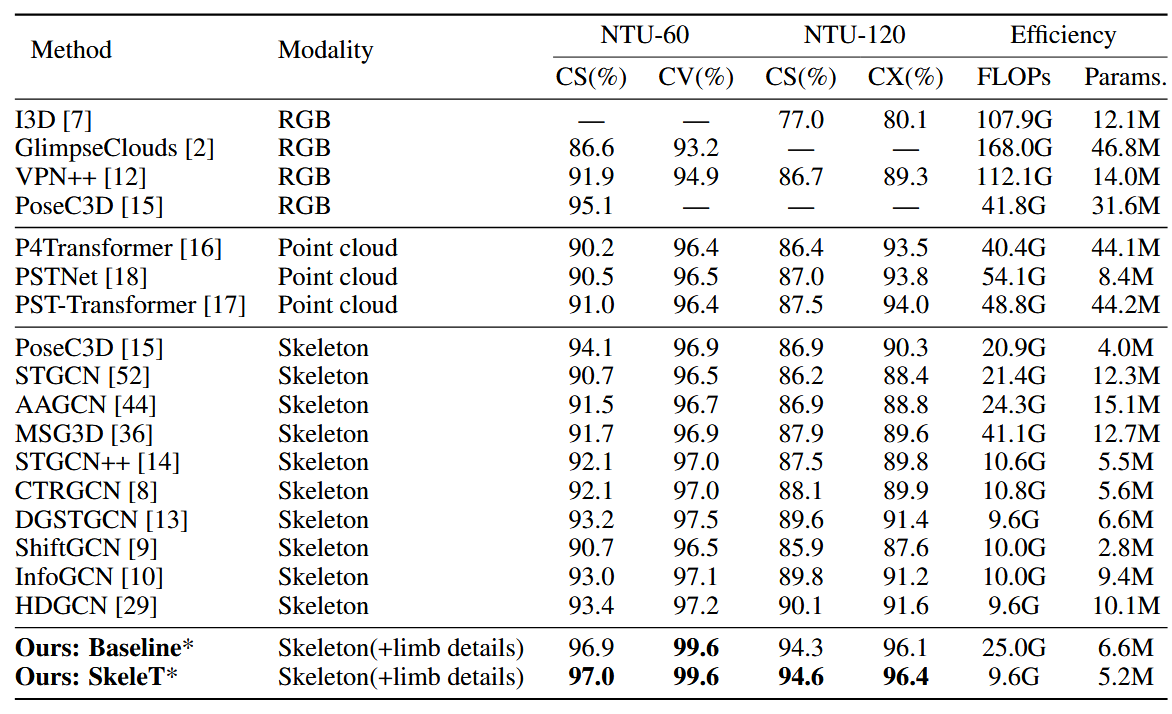 Method Modality NTU-60 NTU-120 Efficiency
CS(%) CV(%) CS(%) CX(%) FLOPs Params.
I3D [7] RGB — — 77.0 80.1 107.9G 12.1M
GlimpseClouds [2] RGB 86.6 93.2 — — 168.0G 46.8M
VPN++ [12] RGB 91.9 94.9 86.7 89.3 112.1G 14.0M
PoseC3D [15] RGB 95.1 — — — 41.8G 31.6M
P4Transformer [16] Point cloud 90.2 96.4 86.4 93.5 40.4G 44.1M
PSTNet [18] Point cloud 90.5 96.5 87.0 93.8 54.1G 8.4M
PST-Transformer [17] Point cloud 91.0 96.4 87.5 94.0 48.8G 44.2M
PoseC3D [15] Skeleton 94.1 96.9 86.9 90.3 20.9G 4.0M
STGCN [52] Skeleton 90.7 96.5 86.2 88.4 21.4G 12.3M
AAGCN [44] Skeleton 91.5 96.7 86.9 88.8 24.3G 15.1M
MSG3D [36] Skeleton 91.7 96.9 87.9 89.6 41.1G 12.7M
STGCN++ [14] Skeleton 92.1 97.0 87.5 89.8 10.6G 5.5M
CTRGCN [8] Skeleton 92.1 97.0 88.1 89.9 10.8G 5.6M
DGSTGCN [13] Skeleton 93.2 97.5 89.6 91.4 9.6G 6.6M
ShiftGCN [9] Skeleton 90.7 96.5 85.9 87.6 10.0G 2.8M
InfoGCN [10] Skeleton 93.0 97.1 89.8 91.2 10.0G 9.4M
HDGCN [29] Skeleton 93.4 97.2 90.1 91.6 9.6G 10.1M
Ours: Baseline* Skeleton(+limb details) 96.9 99.6 94.3 96.1 25.0G 6.6M
Ours: SkeleT* Skeleton(+limb details) 97.0 99.6 94.6 96.4 9.6G 5.2M